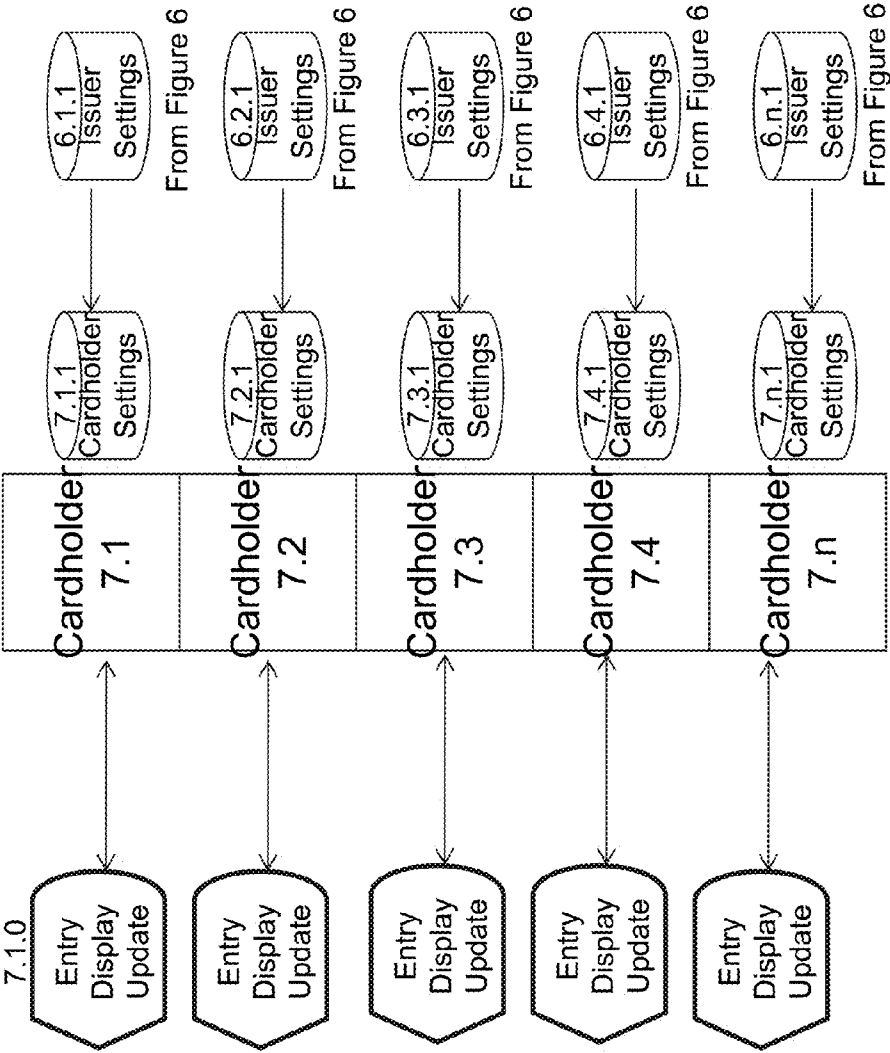 7.1.0
Entry
Display
Update
Entry
Display
Update
Entry
Display
Update
Entry
Display
Update
Entry
Display
Update
Cardholder
7.1
Cardholder
7.2
Cardholder
7.3
Cardholder
7.4
Cardholder
7.n
7.1.1
Cardholder
Settings
7.2.1
Cardholder
Settings
7.3.1
Cardholder
Settings
7.4.1
Cardholder
Settings
7.n.1
Cardholder
Settings
6.1.1
Issuer
Settings
From Figure 6
6.2.1
Issuer
Settings
From Figure 6
6.3.1
Issuer
Settings
From Figure 6
6.4.1
Issuer
Settings
From Figure 6
6.n.1
Issuer
Settings
From Figure 6